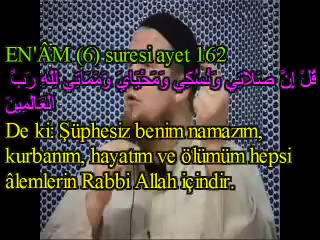 EN'ÂM (6) suresi ayet 162
قُلْ إِنَّ صَلَاتِي وَنُسُكِي وَمَحْيَايَ وَمَمَاتِي لِلَّهِ رَبِّ
الْعَالَمِينَ
De ki: Şüphesiz benim namazım,
kurbanım, hayatım ve ölümüm hepsi
âlemlerin Rabbi Allah içindir.